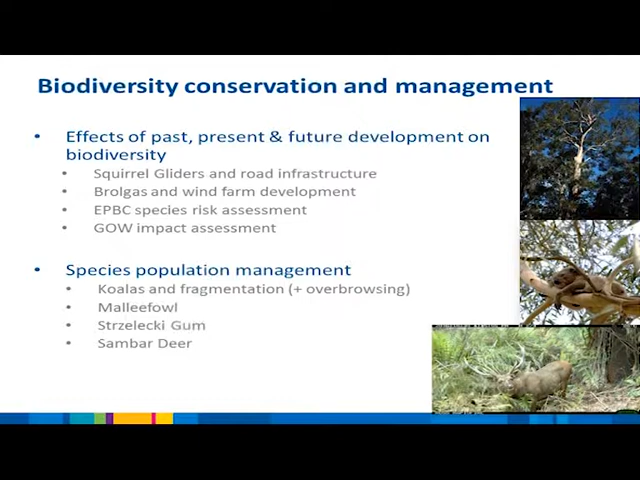 Biodiversity conservation and management
• Effects of past, present & future development on
biodiversity
• Squirrel Gliders and road infrastructure
• Brolgas and wind farm development
• EPBC species risk assessment
• GOW impact assessment
• Species population management
• Koalas and fragmentation (+ overbrowsing)
• Malleefowl
• Strzelecki Gum
• Sambar Deer